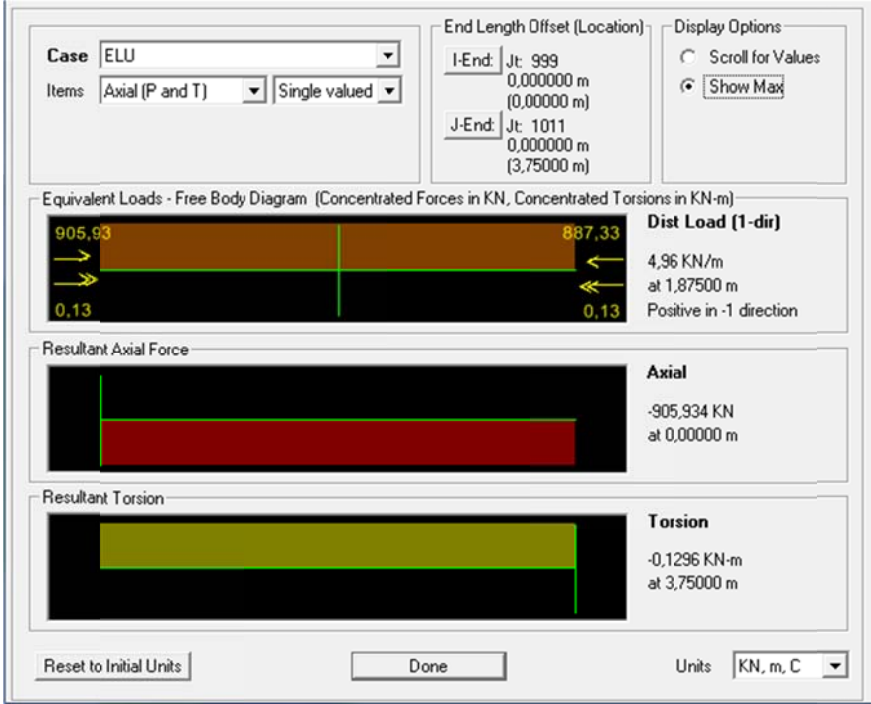 Case ELU
Items Axial (P and T) Single valued
End Length Offset (Location)
I-End: Jt: 999
0,000000 m
(0,00000 m)
J-End: Jt: 1011
0,000000 m
(3,75000 m)
Display Options
Scroll for Values
Show Max
Equivalent Loads - Free Body Diagram (Concentrated Forces in KN, Concentrated Torsions in KN-m)
905,93 887,33
0,13 0,13
Dist Load (1-dir)
4,96 KN/m
at 1,87500 m
Positive in -1 direction
Resultant Axial Force
Axial
-905,934 KN
at 0,00000 m
Resultant Torsion
Torsion
-0,1296 KN-m
at 3,75000 m
Reset to Initial Units Done Units KN, m, C